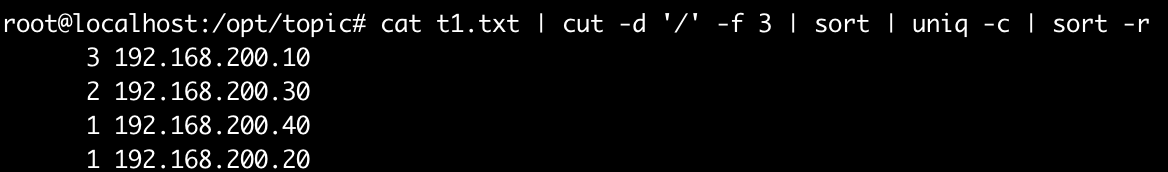 root@localhost:/opt/topic# cat t1.txt | cut -d '/' -f 3 | sort | uniq -c | sort -r
      3 192.168.200.10
      2 192.168.200.30
      1 192.168.200.40
      1 192.168.200.20